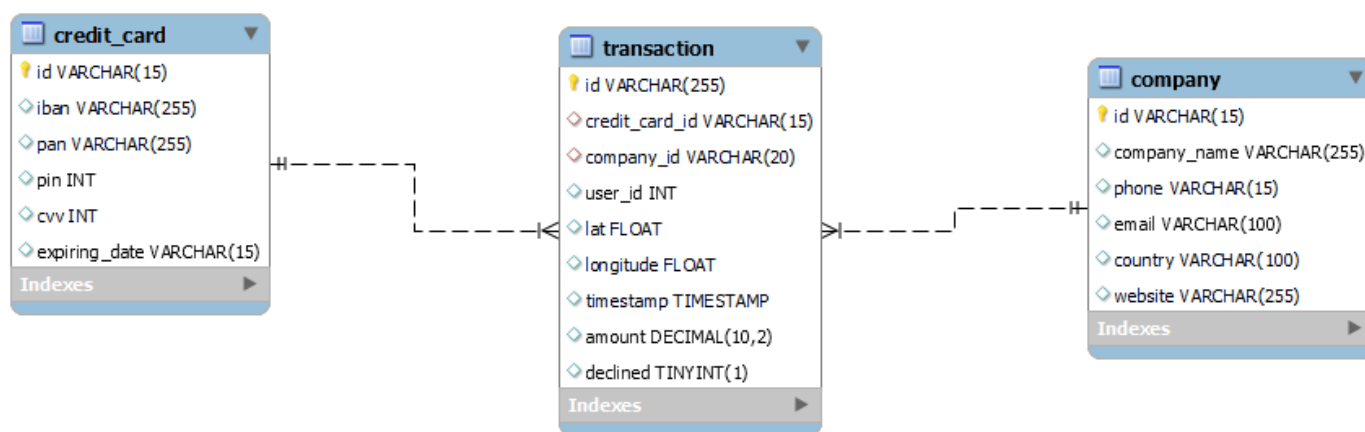 credit_card
id VARCHAR(15)
iban VARCHAR(255)
pan VARCHAR(255)
pin INT
cvv INT
expiring_date VARCHAR(15)
Indexes
transaction
id VARCHAR(255)
credit_card_id VARCHAR(15)
company_id VARCHAR(20)
user_id INT
lat FLOAT
longitude FLOAT
timestamp TIMESTAMP
amount DECIMAL(10,2)
declined TINYINT(1)
Indexes
company
id VARCHAR(15)
company_name VARCHAR(255)
phone VARCHAR(15)
email VARCHAR(100)
country VARCHAR(100)
website VARCHAR(255)
Indexes